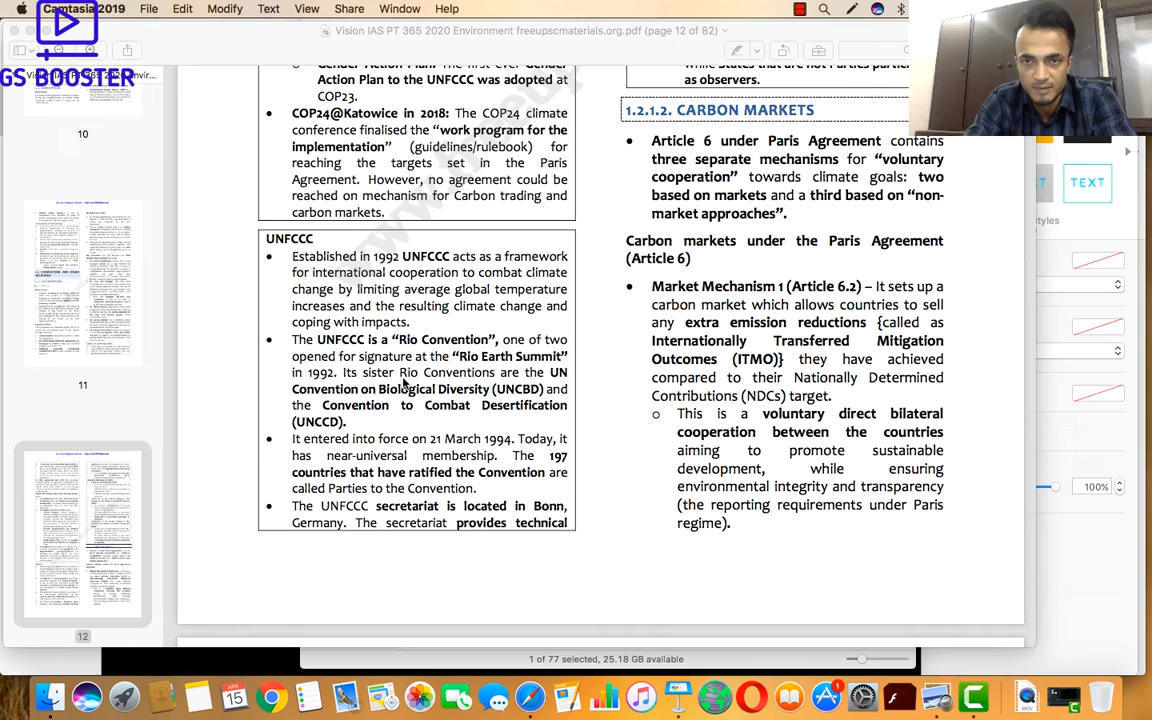 Camtasia 2019 File Edit Modify Text View Share Window Help
Vision IAS PT 365 2020 Environment freeupscmaterials.org.pdf (page 12 of 82)
GS BOOSTER
10
11
12
Gender Action Plan: The first ever Gender
Action Plan to the UNFCCC was adopted at
COP23.
• COP24@Katowice in 2018: The COP24 climate
conference finalised the “work program for the
implementation” (guidelines/rulebook) for
reaching the targets set in the Paris
Agreement. However, no agreement could be
reached on mechanism for Carbon trading and
carbon markets.
UNFCCC
• Established in 1992 UNFCCC acts as a framework
for international cooperation to combat climate
change by limiting average global temperature
increases and the resulting climate change and
coping with impacts.
• The UNFCCC is a “Rio Convention”, one of two
opened for signature at the “Rio Earth Summit”
in 1992. Its sister Rio Conventions are the UN
Convention on Biological Diversity (UNCBD) and
the Convention to Combat Desertification
(UNCCD).
• It entered into force on 21 March 1994. Today, it
has near-universal membership. The 197
countries that have ratified the Convention are
called Parties to the Convention.
• The UNFCCC secretariat is located in Bonn,
Germany. The secretariat provides technical
while States that are not Parties
as observers.
1.2.1.2. CARBON MARKETS
• Article 6 under Paris Agreement contains
three separate mechanisms for “voluntary
cooperation” towards climate goals: two
based on markets and a third based on “non-
market approaches”.
Carbon markets under the Paris Agreement
(Article 6)
• Market Mechanism 1 (Article 6.2) – It sets up a
carbon market which allows countries to sell
any extra emission reductions {called as
Internationally Transferred Mitigation
Outcomes (ITMO)} they have achieved
compared to their Nationally Determined
Contributions (NDCs) target.
o This is a voluntary direct bilateral
cooperation between the countries
aiming to promote sustainable
development, while ensuring
environmental integrity and transparency
(the reporting requirements under Paris
regime).
TEXT
100%
1 of 77 selected, 25.18 GB available
APR
15